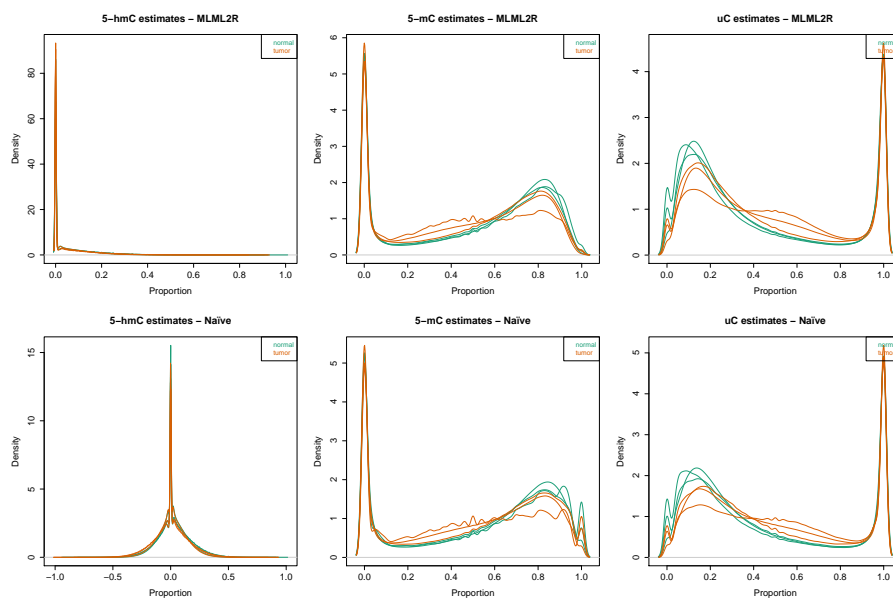 5−hmC estimates − MLML2R
normal
tumor
Density
0 20 40 60 80
0.0 0.2 0.4 0.6 0.8 1.0
Proportion
5−mC estimates − MLML2R
normal
tumor
Density
0 1 2 3 4 5 6
0.0 0.2 0.4 0.6 0.8 1.0
Proportion
uC estimates − MLML2R
norma
tumor
Density
0 1 2 3 4
0.0 0.2 0.4 0.6 0.8 1.0
Proportion
5−hmC estimates − Naïve
normal
tumor
Density
0 5 10 15
−1.0 −0.5 0.0 0.5 1.0
Proportion
5−mC estimates − Naïve
normal
tumor
Density
0 1 2 3 4 5
0.0 0.2 0.4 0.6 0.8 1.0
Proportion
uC estimates − Naïve
norma
tumor
Density
0 1 2 3 4 5
0.0 0.2 0.4 0.6 0.8 1.0
Proportion